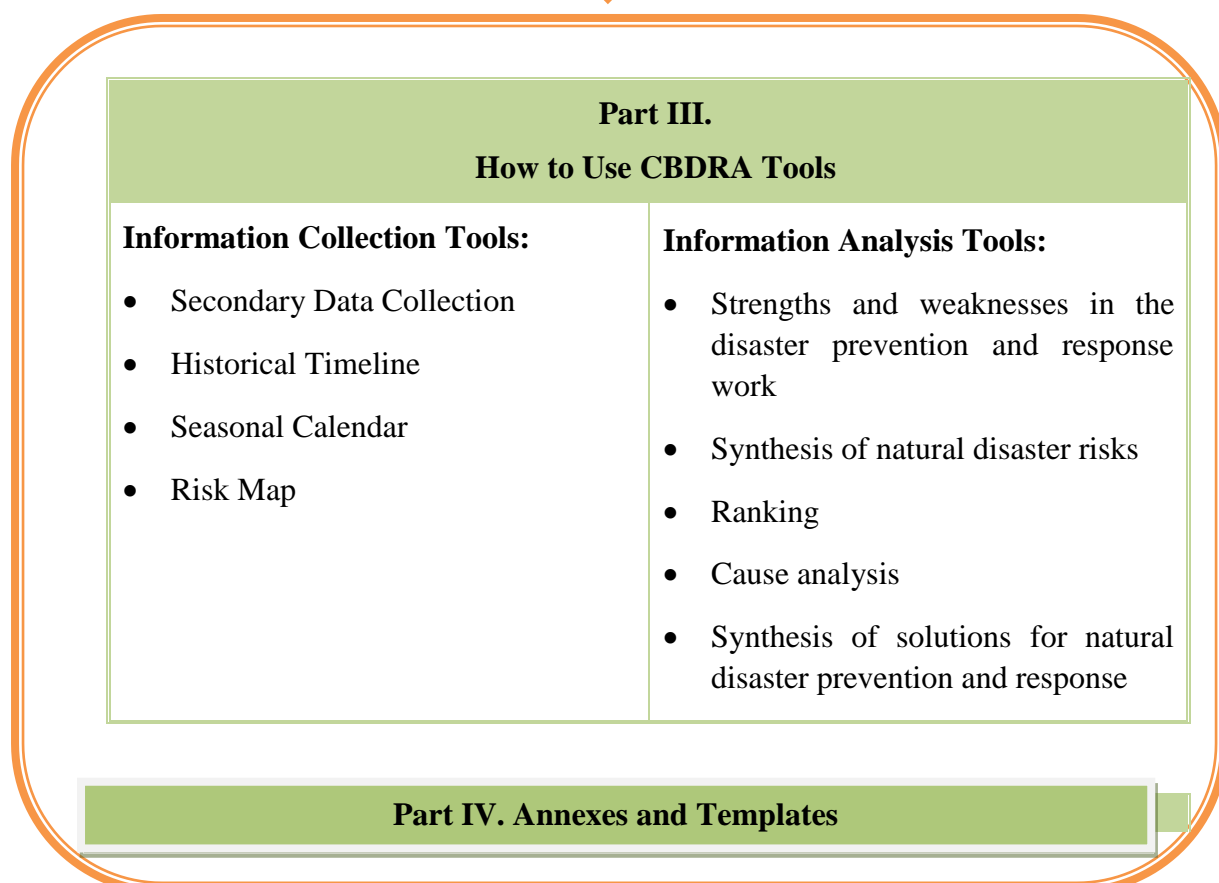 Part III.
How to Use CBDRA Tools
Information Collection Tools:
• Secondary Data Collection
• Historical Timeline
• Seasonal Calendar
• Risk Map
Information Analysis Tools:
• Strengths and weaknesses in the
disaster prevention and response
work
• Synthesis of natural disaster risks
• Ranking
• Cause analysis
• Synthesis of solutions for natural
disaster prevention and response
Part IV. Annexes and Templates